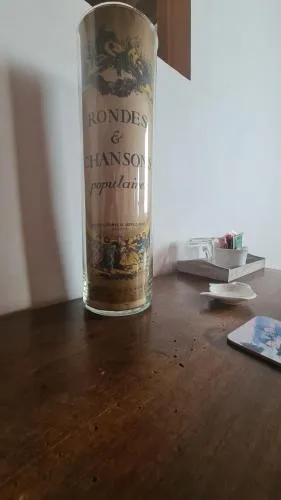 RONDES
&
CHANSONS
populaire